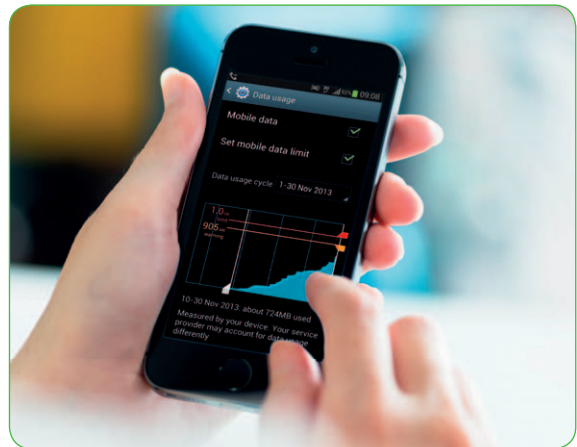 09:08
Data usage
Mobile data
Set mobile data limit
Data usage cycle 1-30 Nov 2013
1.0
905
warning
10-30 Nov 2013: about 724MB used
Measured by your device. Your service
provider may account for data usage
differently